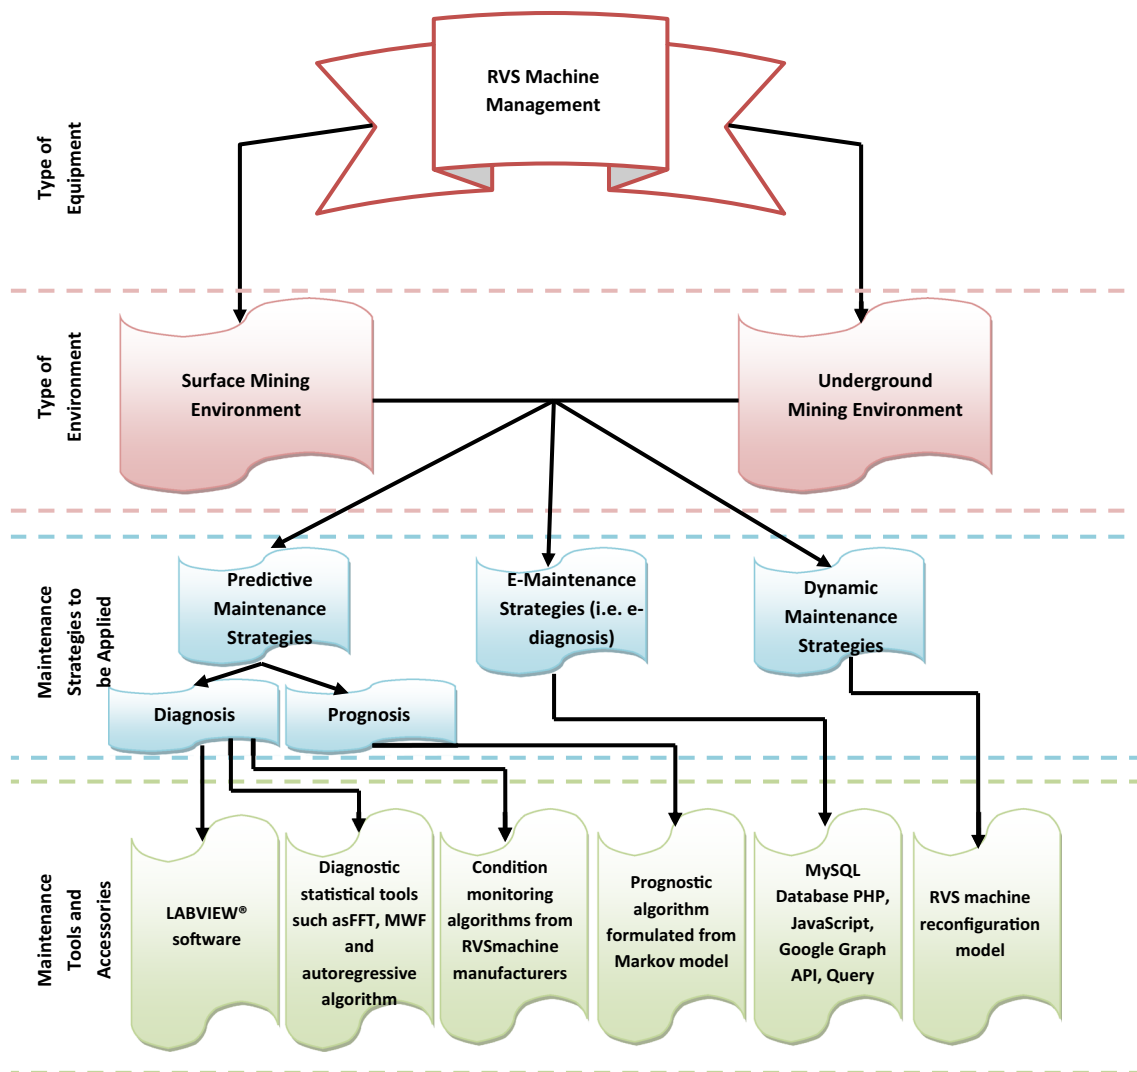 RVS Machine
Management
Type of
Equipment
Type of
Environment
Surface Mining
Environment
Underground
Mining Environment
Maintenance
Strategies to
be Applied
Predictive
Maintenance
Strategies
E-Maintenance
Strategies (i.e. e-
diagnosis)
Dynamic
Maintenance
Strategies
Diagnosis
Prognosis
Maintenance
Tools and
Accessories
LABVIEW®
software
Diagnostic
statistical tools
such asFFT, MWF
and
autoregressive
algorithm
Condition
monitoring
algorithms from
RVSmachine
manufacturers
Prognostic
algorithm
formulated from
Markov model
MySQL
Database PHP,
JavaScript,
Google Graph
API, Query
RVS machine
reconfiguration
model